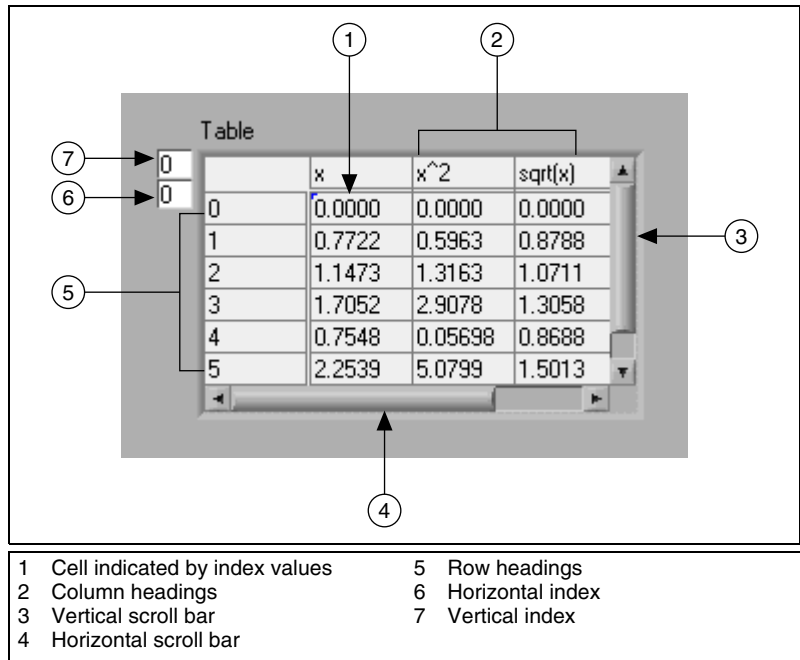 1 2
Table
7 0
6 0
x x^2 sqrt(x)
0 0.0000 0.0000 0.0000
1 0.7722 0.5963 0.8788
3
2 1.1473 1.3163 1.0711
5
3 1.7052 2.9078 1.3058
4 0.7548 0.05698 0.8688
5 2.2539 5.0799 1.5013
4
1 Cell indicated by index values
2 Column headings
3 Vertical scroll bar
4 Horizontal scroll bar
5 Row headings
6 Horizontal index
7 Vertical index